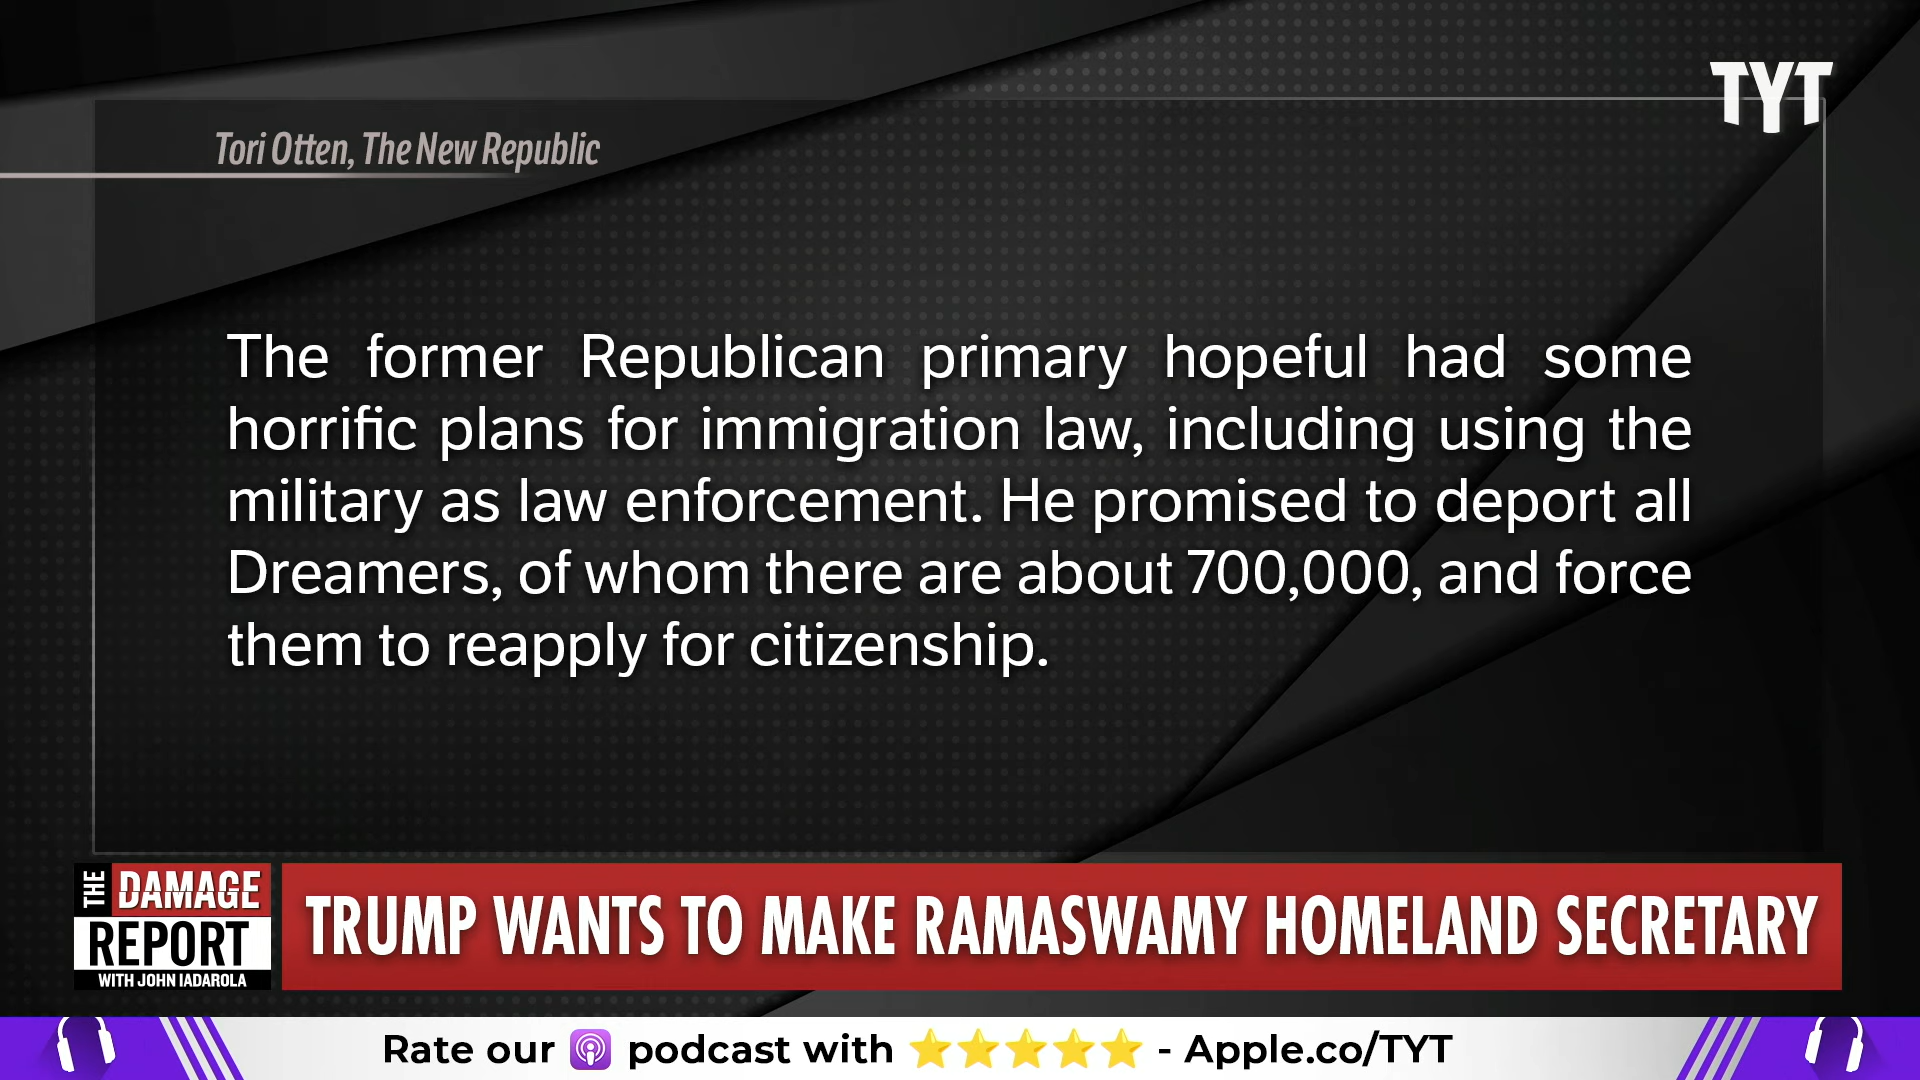 TYT
Tori Otten, The New Republic
The former Republican primary hopeful had some
horrific plans for immigration law, including using the
military as law enforcement. He promised to deport all
Dreamers, of whom there are about 700,000, and force
them to reapply for citizenship.
THE DAMAGE
REPORT
WITH JOHN IADAROLA
TRUMP WANTS TO MAKE RAMASWAMY HOMELAND SECRETARY
Rate our podcast with ⭐⭐⭐⭐⭐ - Apple.co/TYT